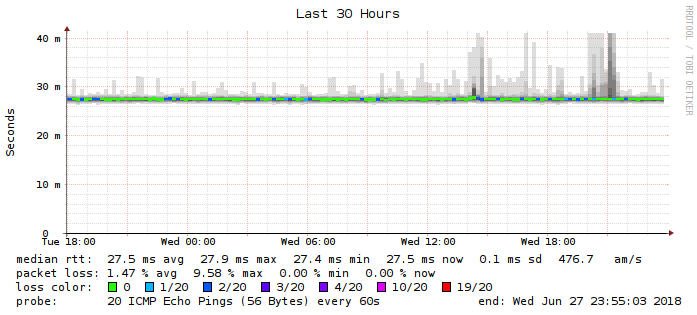 Last 30 Hours
RRDTOOL / TOBI OETIKER
Seconds
40 m
30 m
20 m
10 m
0
Tue 18:00 Wed 00:00 Wed 06:00 Wed 12:00 Wed 18:00
median rtt: 27.5 ms avg 27.9 ms max 27.4 ms min 27.5 ms now 0.1 ms sd 476.7 am/s
packet loss: 1.47 % avg 9.58 % max 0.00 % min 0.00 % now
loss color: 0 1/20 2/20 3/20 4/20 10/20 19/20
probe: 20 ICMP Echo Pings (56 Bytes) every 60s end: Wed Jun 27 23:55:03 2018